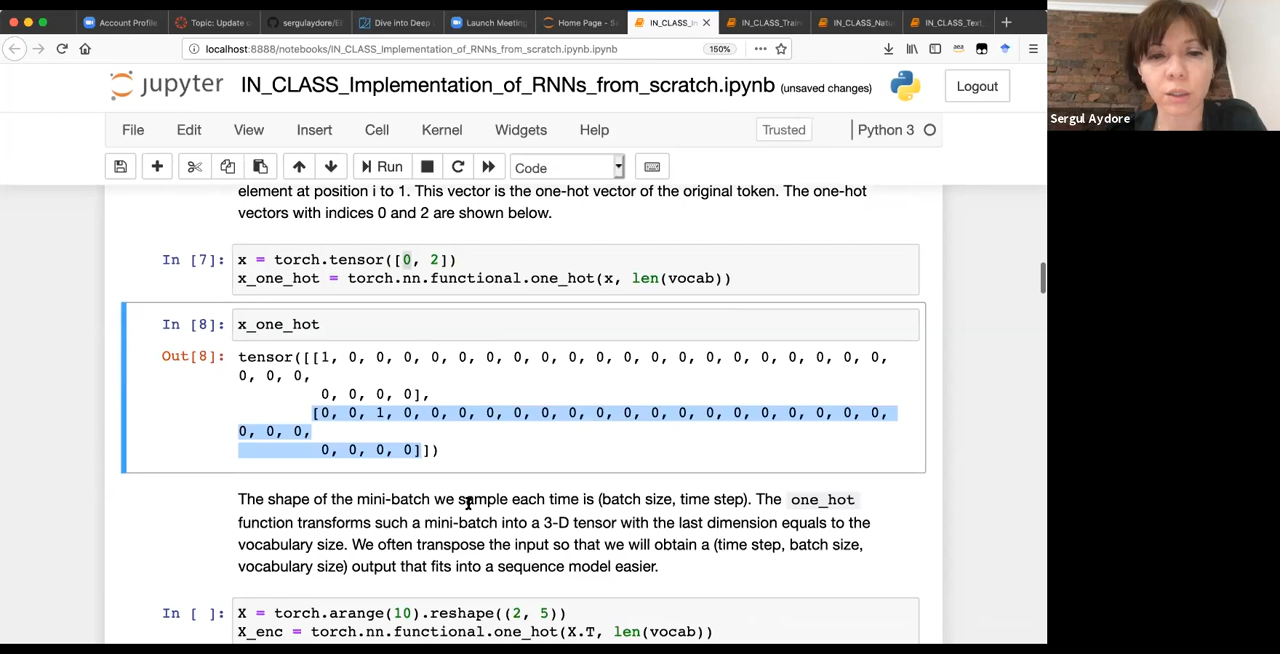 Account Profile
Topic: Update o
sergulaydore/E
Dive into Deep
Launch Meeting
Home Page - S
IN_CLASS_In
IN_CLASS_Train
IN_CLASS_Natu
IN_CLASS_Text_
localhost:8888/notebooks/IN_CLASS_Implementation_of_RNNs_from_scratch.ipynb.ipynb
150%
jupyter IN_CLASS_Implementation_of_RNNs_from_scratch.ipynb (unsaved changes)
Logout
Sergul Aydore
File Edit View Insert Cell Kernel Widgets Help
Trusted
Python 3
Run
Code
element at position i to 1. This vector is the one-hot vector of the original token. The one-hot
vectors with indices 0 and 2 are shown below.
In [7]: x = torch.tensor([0, 2])
x_one_hot = torch.nn.functional.one_hot(x, len(vocab))
In [8]: x_one_hot
Out[8]: tensor([[1, 0, 0, 0, 0, 0, 0, 0, 0, 0, 0, 0, 0, 0, 0, 0, 0, 0, 0, 0, 0,
0, 0, 0,
0, 0, 0, 0],
[0, 0, 1, 0, 0, 0, 0, 0, 0, 0, 0, 0, 0, 0, 0, 0, 0, 0, 0, 0, 0,
0, 0, 0,
0, 0, 0, 0]])
The shape of the mini-batch we sample each time is (batch size, time step). The one_hot
function transforms such a mini-batch into a 3-D tensor with the last dimension equals to the
vocabulary size. We often transpose the input so that we will obtain a (time step, batch size,
vocabulary size) output that fits into a sequence model easier.
In [ ]: X = torch.arange(10).reshape((2, 5))
X_enc = torch.nn.functional.one_hot(X.T, len(vocab))